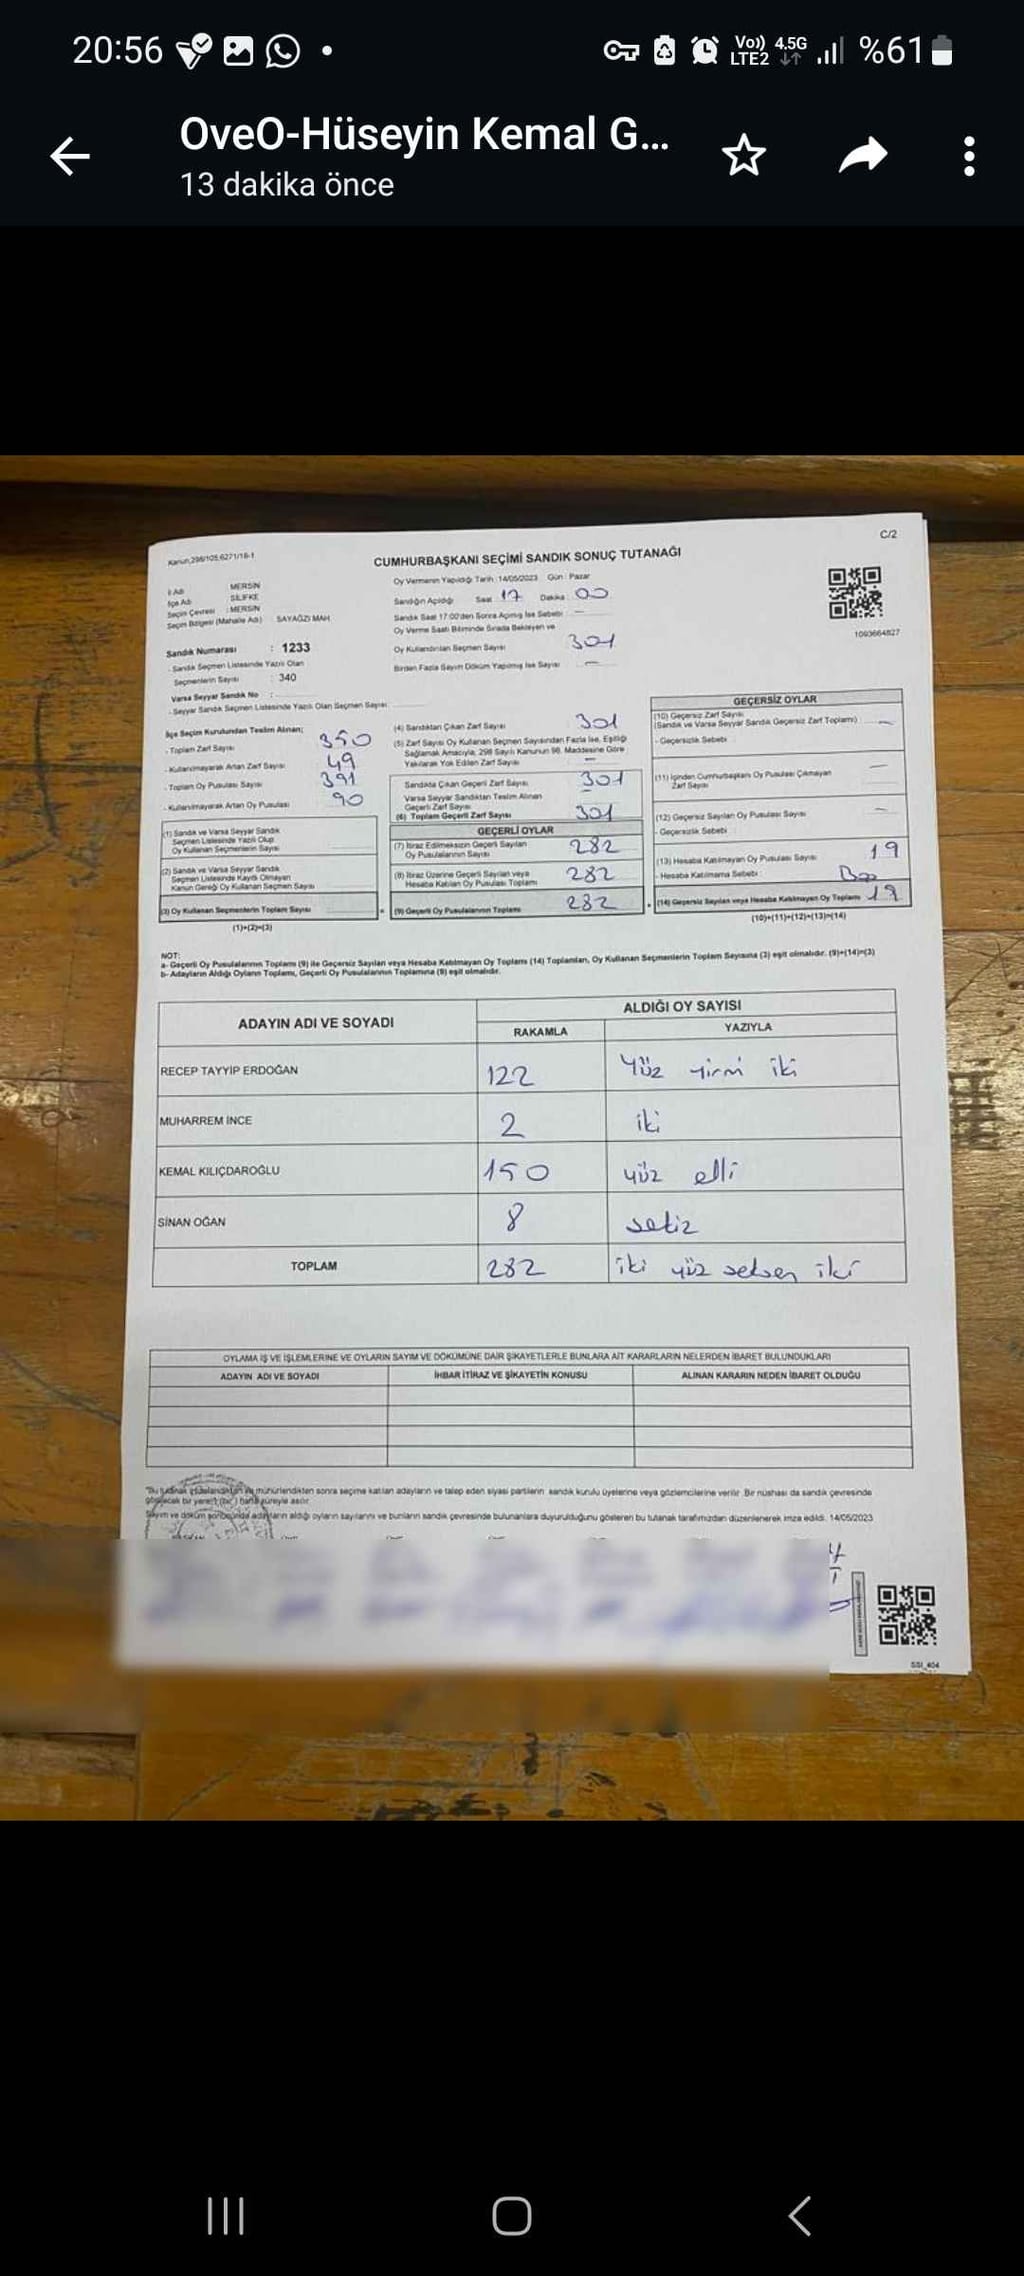 20:56
Vo)) LTE2 4.5G %61
OveO-Hüseyin Kemal G...
13 dakika önce
C/2
Kanun;298/105,6271/18-1
CUMHURBAŞKANI SEÇİMİ SANDIK SONUÇ TUTANAĞI
İl Adı MERSİN
İlçe Adı SİLİFKE
Seçim Çevresi : MERSİN
Seçim Bölgesi (Mahalle Adı) SAYAĞZI MAH.
Sandık Numarası : 1233
- Sandık Seçmen Listesinde Yazılı Olan
Seçmenlerin Sayısı : 340
Varsa Seyyar Sandık No :
- Seyyar Sandık Seçmen Listesinde Yazılı Olan Seçmen Sayısı
Oy Vermenin Yapıldığı Tarih :14/05/2023 Gün : Pazar
Sandığın Açıldığı Saat 17 Dakika 00
Sandık Saat 17:00'den Sonra Açılmış İse Sebebi : —
Oy Verme Saati Bitiminde Sırada Bekleyen ve
Oy Kullandırılan Seçmen Sayısı 301
Birden Fazla Sayım Döküm Yapılmış İse Sayısı —
1093664827
İlçe Seçim Kurulundan Teslim Alınan;
- Toplam Zarf Sayısı 350
- Kullanılmayarak Artan Zarf Sayısı 49
- Toplam Oy Pusulası Sayısı 391
- Kullanılmayarak Artan Oy Pusulası 90
(1) Sandık ve Varsa Seyyar Sandık
Seçmen Listesinde Yazılı Olup
Oy Kullanan Seçmenlerin Sayısı
(2) Sandık ve Varsa Seyyar Sandık
Seçmen Listesinde Kayıtlı Olmayan
Kanun Gereği Oy Kullanan Seçmen Sayısı
(3) Oy Kullanan Seçmenlerin Toplam Sayısı
(1)+(2)=(3)
(4) Sandıktan Çıkan Zarf Sayısı 301
(5) Zarf Sayısı Oy Kullanan Seçmen Sayısından Fazla İse, Eşitliği
Sağlamak Amacıyla, 298 Sayılı Kanunun 98. Maddesine Göre
Yakılarak Yok Edilen Zarf Sayısı —
Sandıkta Çıkan Geçerli Zarf Sayısı 301
Varsa Seyyar Sandıktan Teslim Alınan
Geçerli Zarf Sayısı —
(6) Toplam Geçerli Zarf Sayısı 301
GEÇERLİ OYLAR
(7) İtiraz Edilmeksizin Geçerli Sayılan
Oy Pusulalarının Sayısı 282
(8) İtiraz Üzerine Geçerli Sayılan veya
Hesaba Katılan Oy Pusulası Toplamı 282
(9) Geçerli Oy Pusulalarının Toplamı 282
GEÇERSİZ OYLAR
(10) Geçersiz Zarf Sayısı
(Sandık ve Varsa Seyyar Sandık Geçersiz Zarf Toplamı) —
- Geçersizlik Sebebi :
(11) İçinden Cumhurbaşkanı Oy Pusulası Çıkmayan
Zarf Sayısı —
(12) Geçersiz Sayılan Oy Pusulası Sayısı —
- Geçersizlik Sebebi :
(13) Hesaba Katılmayan Oy Pusulası Sayısı 19
- Hesaba Katılmama Sebebi :
(14) Geçersiz Sayılan veya Hesaba Katılmayan Oy Toplamı 19
(10)+(11)+(12)+(13)=(14)
NOT:
a- Geçerli Oy Pusulalarının Toplamı (9) ile Geçersiz Sayılan veya Hesaba Katılmayan Oy Toplamı (14) Toplamları, Oy Kullanan Seçmenlerin Toplam Sayısına (3) eşit olmalıdır. (9)+(14)=(3)
b- Adayların Aldığı Oyların Toplamı, Geçerli Oy Pusulalarının Toplamına (9) eşit olmalıdır.
ADAYIN ADI VE SOYADI ALDIĞI OY SAYISI
RAKAMLA YAZIYLA
RECEP TAYYİP ERDOĞAN 122 Yüz yirmi iki
MUHARREM İNCE 2 iki
KEMAL KILIÇDAROĞLU 150 yüz elli
SİNAN OĞAN 8 sekiz
TOPLAM 282 iki yüz seksen iki
OYLAMA İŞ VE İŞLEMLERİNE VE OYLARIN SAYIM VE DÖKÜMÜNE DAİR ŞİKAYETLERLE BUNLARA AİT KARARLARIN NELERDEN İBARET BULUNDUKLARI
ADAYIN ADI VE SOYADI İHBAR İTİRAZ VE ŞİKAYETİN KONUSU ALINAN KARARIN NEDEN İBARET OLDUĞU
"Bu tutanak imzalandıktan ve mühürlendikten sonra seçime katılan adayların ve talep eden siyasi partilerin sandık kurulu üyelerine veya gözlemcilerine verilir. Bir nüshası da sandık çevresinde
görülecek bir yere 1 (bir) hafta süreyle asılır.
Sayım ve döküm sonucunda adayların aldığı oyların sayılarını ve bunların sandık çevresinde bulunanlara duyurulduğunu gösteren bu tutanak tarafımızdan düzenlenerek imza edildi. 14/05/2023
SSI_404